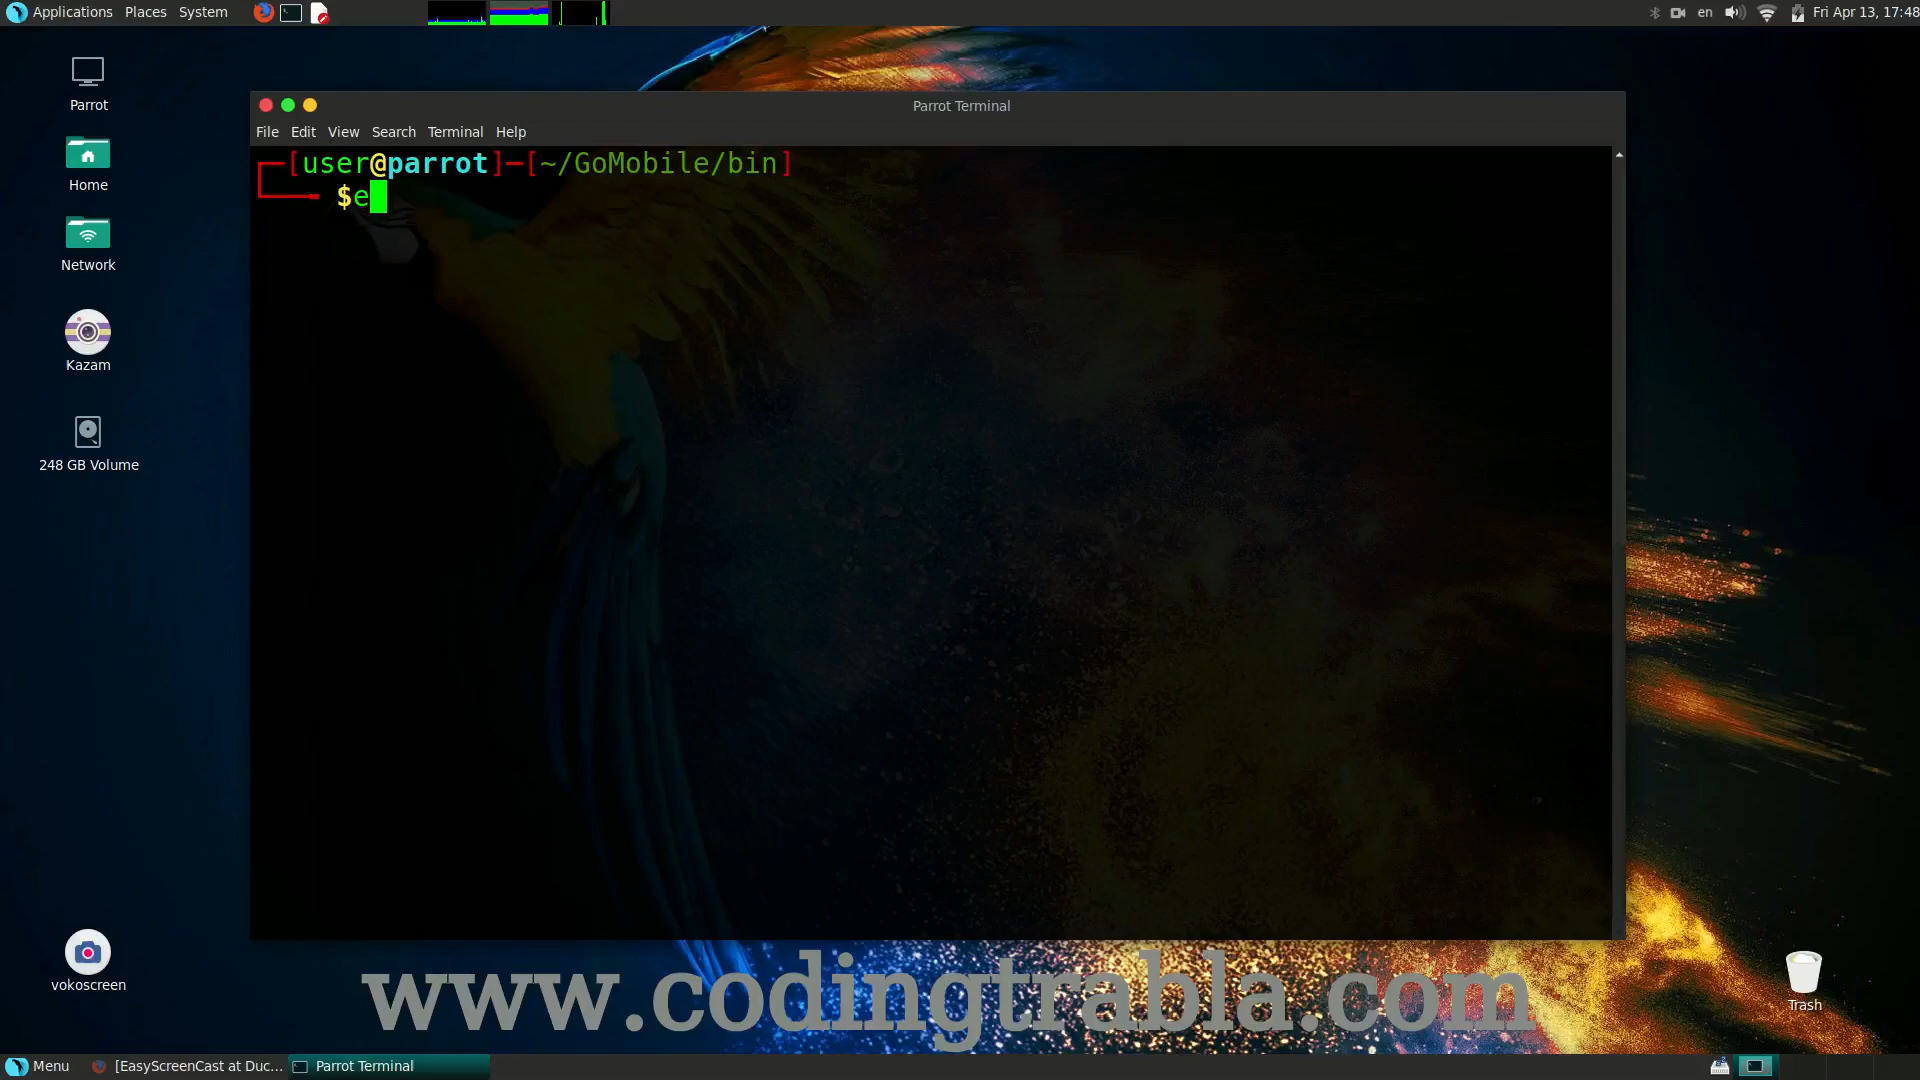 Applications Places System
en
Fri Apr 13, 17:48
Parrot
Home
Network
Kazam
248 GB Volume
vokoscreen
Parrot Terminal
File Edit View Search Terminal Help
┌─[user@parrot]─[~/GoMobile/bin]
└──╼ $e
www.codingtrabla.com
Trash
Menu
[EasyScreenCast at Duc...
Parrot Terminal